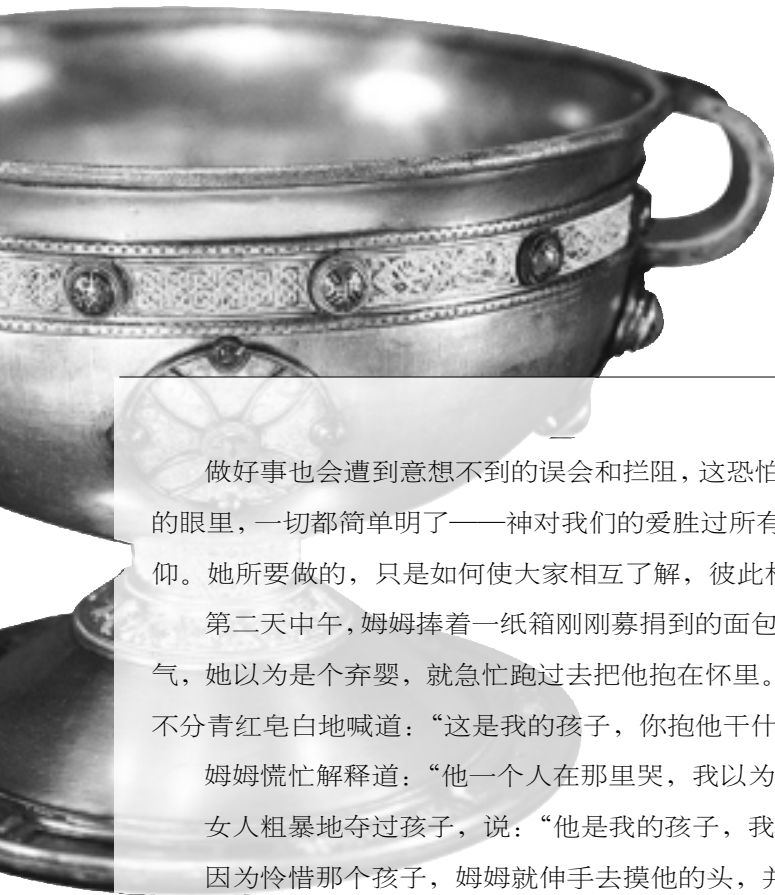 做好事也会遭到意想不到的误会和拦阻，这恐怕
的眼里，一切都简单明了——神对我们的爱胜过所有
仰。她所要做的，只是如何使大家相互了解，彼此相
第二天中午，姆姆捧着一纸箱刚刚募捐到的面包
气，她以为是个弃婴，就急忙跑过去把他抱在怀里。
不分青红皂白地喊道：“这是我的孩子，你抱他干什
姆姆慌忙解释道：“他一个人在那里哭，我以为
女人粗暴地夺过孩子，说：“他是我的孩子，我
因为怜惜那个孩子，姆姆就伸手去摸他的头，并